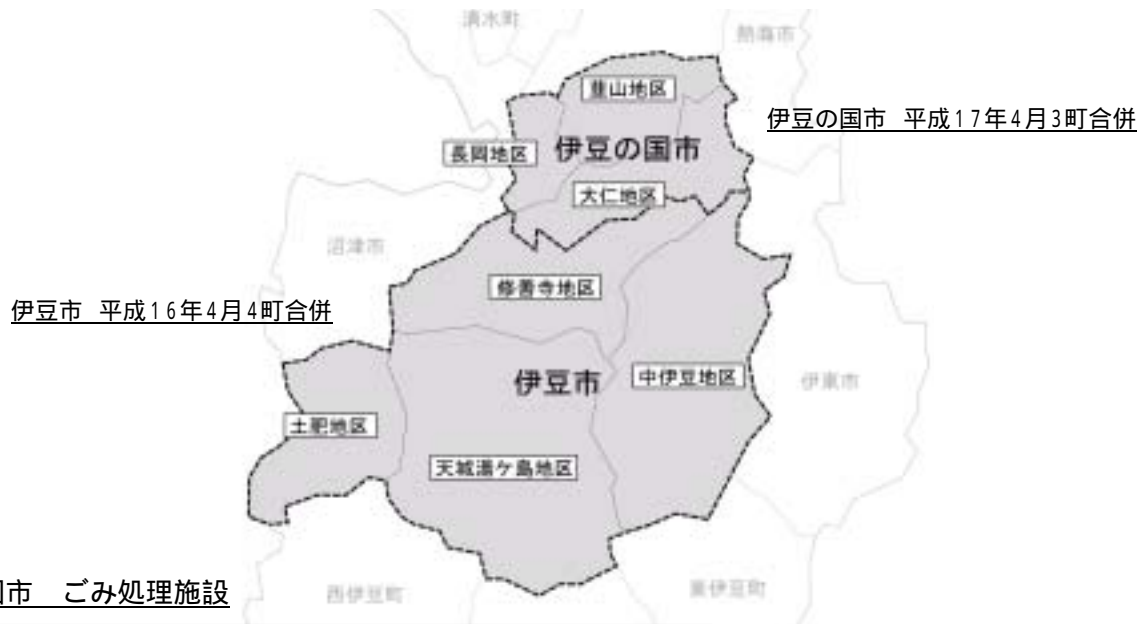 清水町
熱海市
韮山地区
伊豆の国市 平成17年4月3町合併
長岡地区
伊豆の国市
大仁地区
沼津市
修善寺地区
伊豆市 平成16年4月4町合併
伊豆市
中伊豆地区
伊東市
土肥地区
天城湯ケ島地区
市 ごみ処理施設
西伊豆町
東伊豆町